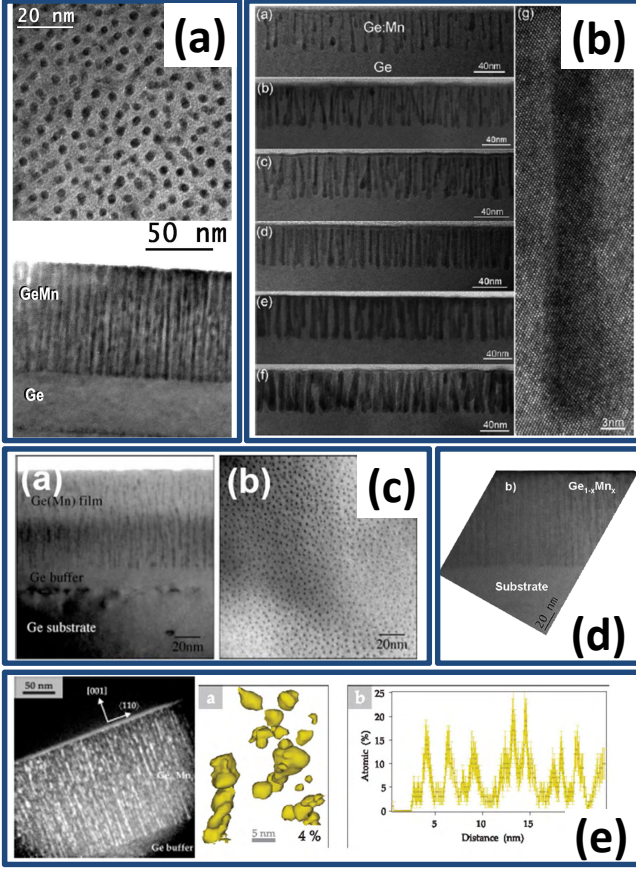 20 nm
(a)
50 nm
GeMn
Ge
(a)
Ge:Mn
Ge
40nm
(b)
40nm
(c)
40nm
(d)
40nm
(e)
40nm
(f)
40nm
(g)
3nm
(b)
(a)
Ge(Mn) film
Ge buffer
Ge substrate
20nm
(b)
20nm
(c)
b)
Ge1-xMnx
Substrate
20 nm
(d)
50 nm
[001]
⟨110⟩
Ge buffer
a
5 nm
4 %
b
Atomic (%)
25
20
15
10
5
0
5
10
15
Distance (nm)
(e)